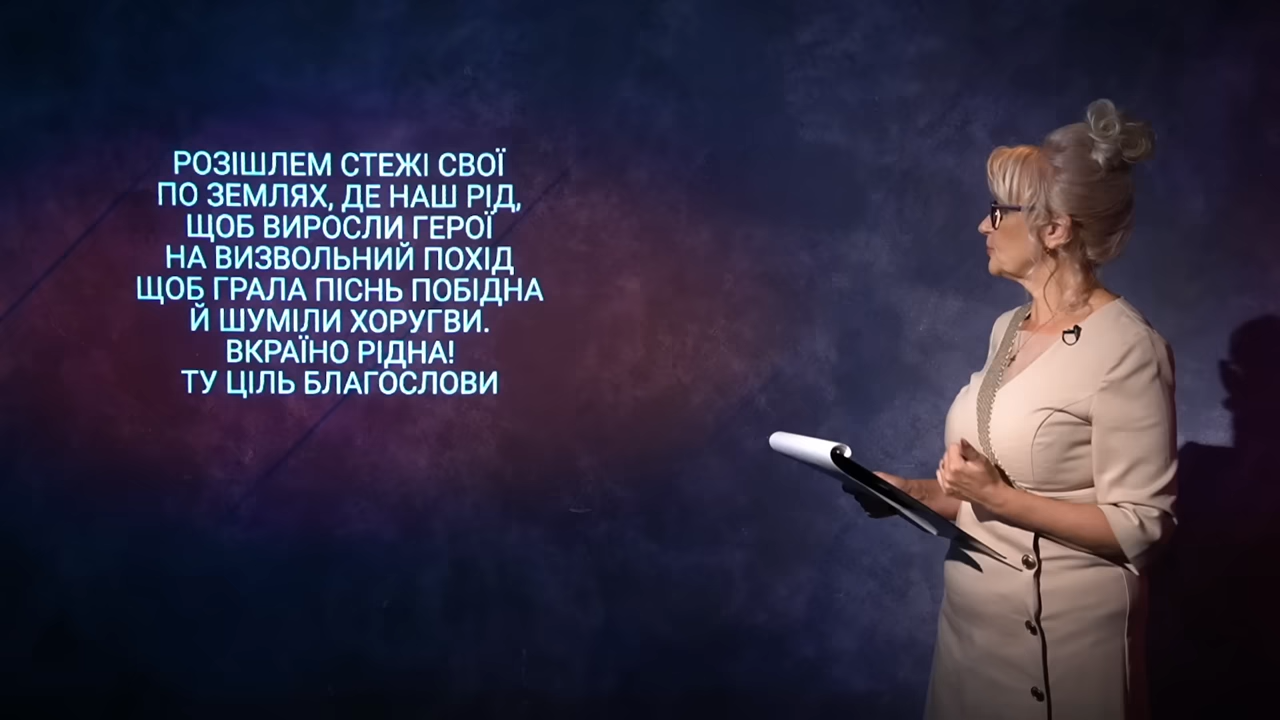 РОЗІШЛЕМ СТЕЖІ СВОЇ
ПО ЗЕМЛЯХ, ДЕ НАШ РІД,
ЩОБ ВИРОСЛИ ГЕРОЇ
НА ВИЗВОЛЬНИЙ ПОХІД
ЩОБ ГРАЛА ПІСНЬ ПОБІДНА
Й ШУМІЛИ ХОРУГВИ.
ВКРАЇНО РІДНА!
ТУ ЦІЛЬ БЛАГОСЛОВИ